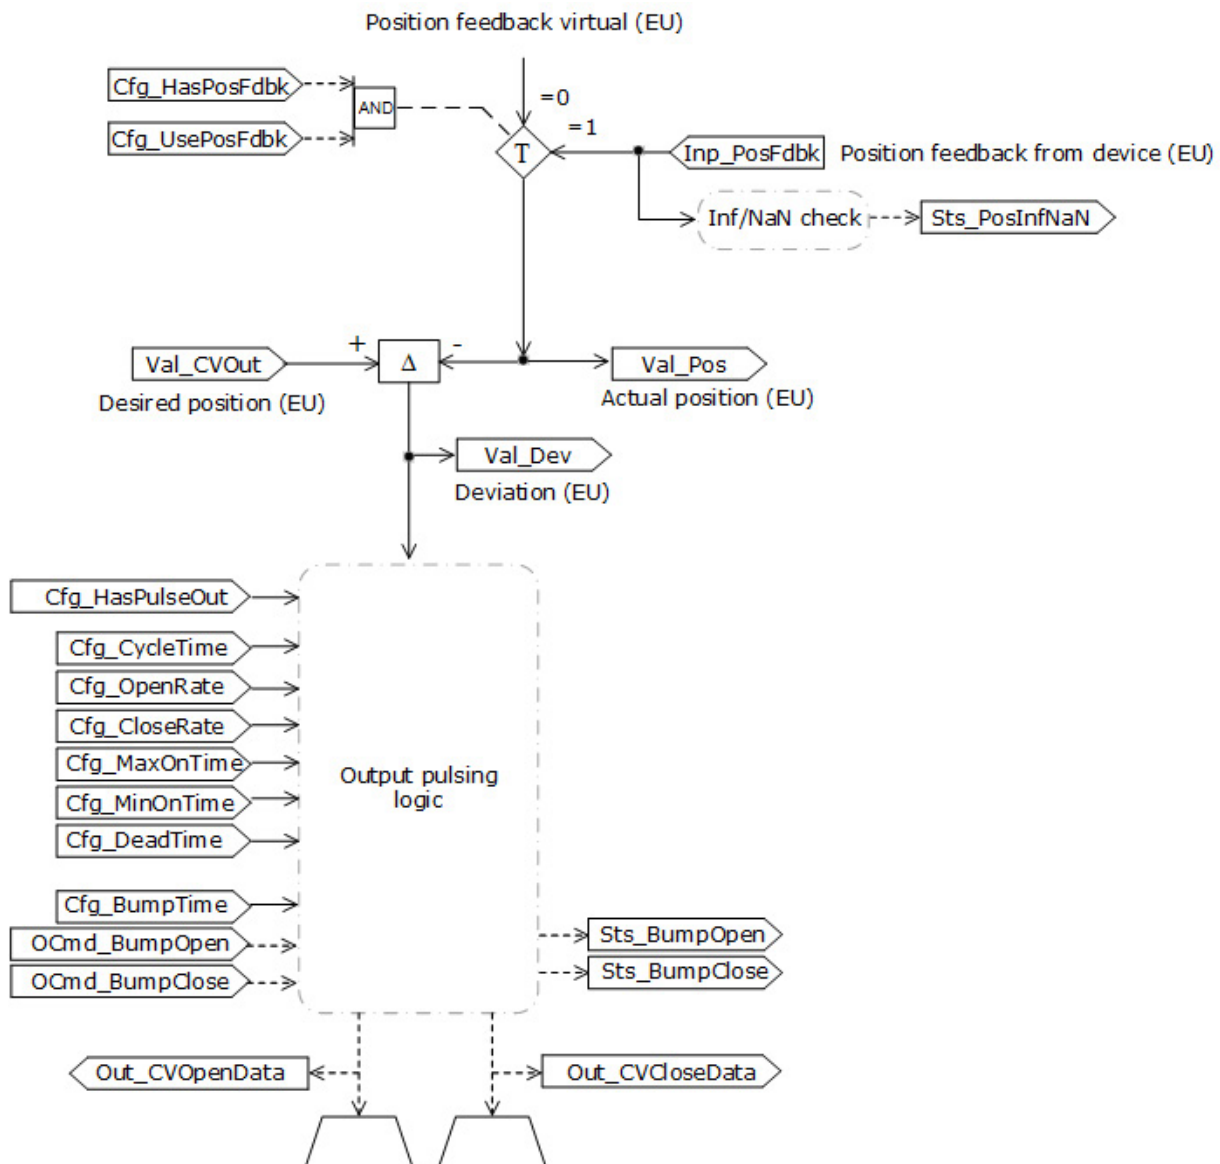 Position feedback virtual (EU)
Cfg_HasPosFdbk
AND
=0
Cfg_UsePosFdbk
=1
T
Inp_PosFdbk
Position feedback from device (EU)
Inf/NaN check
Sts_PosInfNaN
+
-
Val_CVOut
Δ
Val_Pos
Desired position (EU)
Actual position (EU)
Val_Dev
Deviation (EU)
Cfg_HasPulseOut
Cfg_CycleTime
Cfg_OpenRate
Cfg_CloseRate
Cfg_MaxOnTime
Cfg_MinOnTime
Cfg_DeadTime
Output pulsing
logic
Cfg_BumpTime
OCmd_BumpOpen
OCmd_BumpClose
Sts_BumpOpen
Sts_BumpClose
Out_CVOpenData
Out_CVCloseData